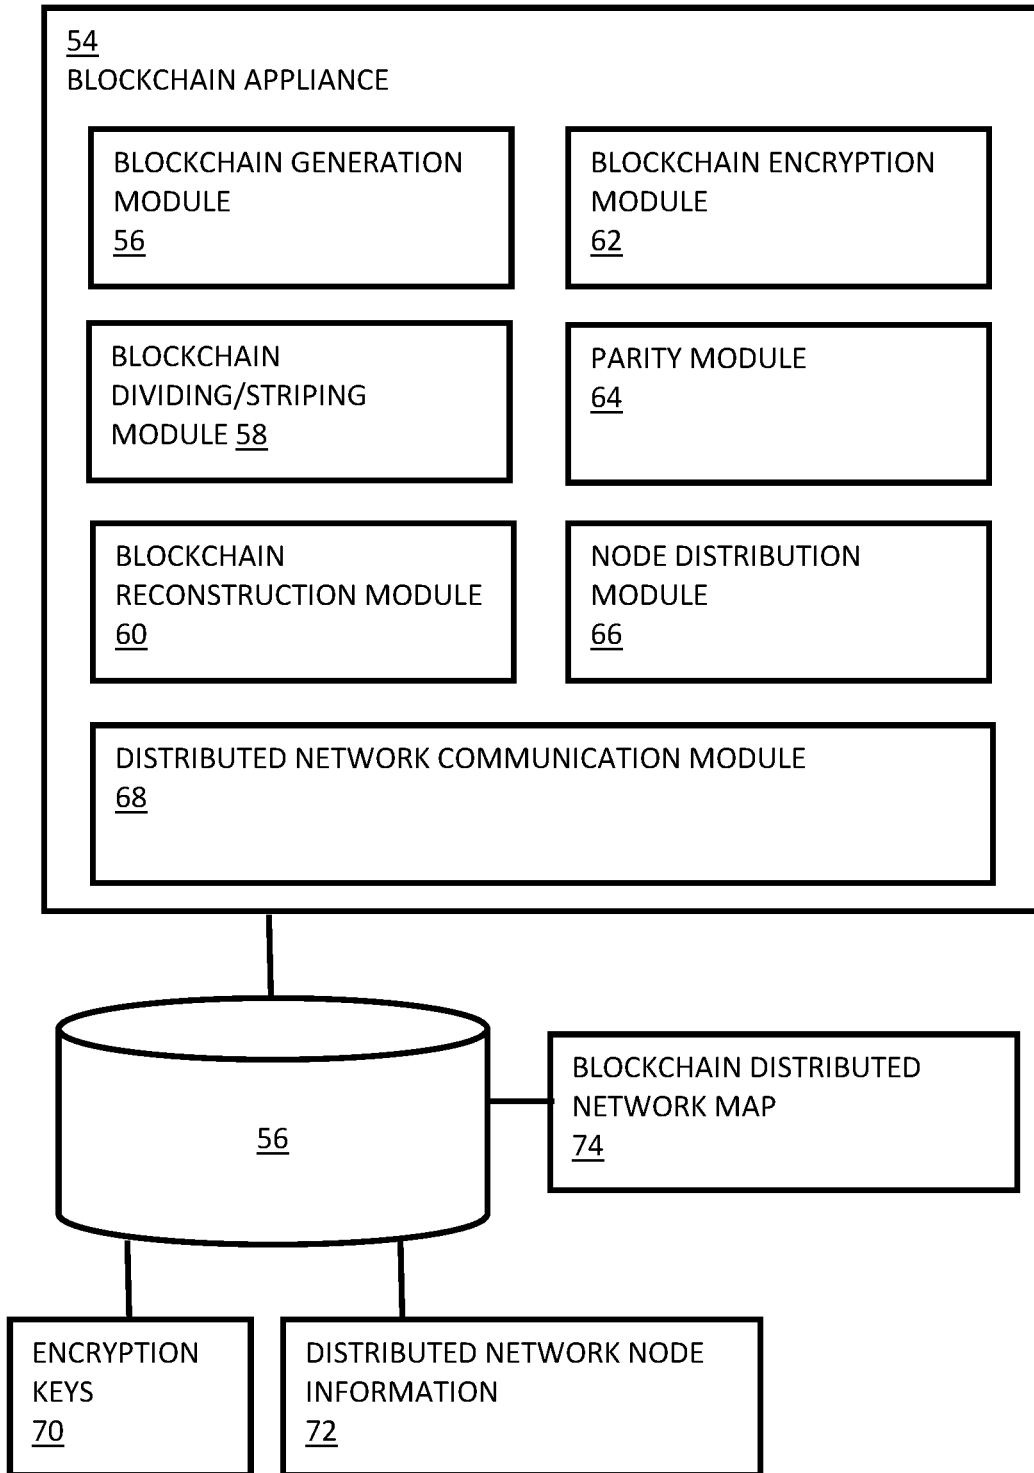 54
BLOCKCHAIN APPLIANCE
BLOCKCHAIN GENERATION
MODULE
56
BLOCKCHAIN ENCRYPTION
MODULE
62
BLOCKCHAIN
DIVIDING/STRIPING
MODULE 58
PARITY MODULE
64
BLOCKCHAIN
RECONSTRUCTION MODULE
60
NODE DISTRIBUTION
MODULE
66
DISTRIBUTED NETWORK COMMUNICATION MODULE
68
56
BLOCKCHAIN DISTRIBUTED
NETWORK MAP
74
ENCRYPTION
KEYS
70
DISTRIBUTED NETWORK NODE
INFORMATION
72